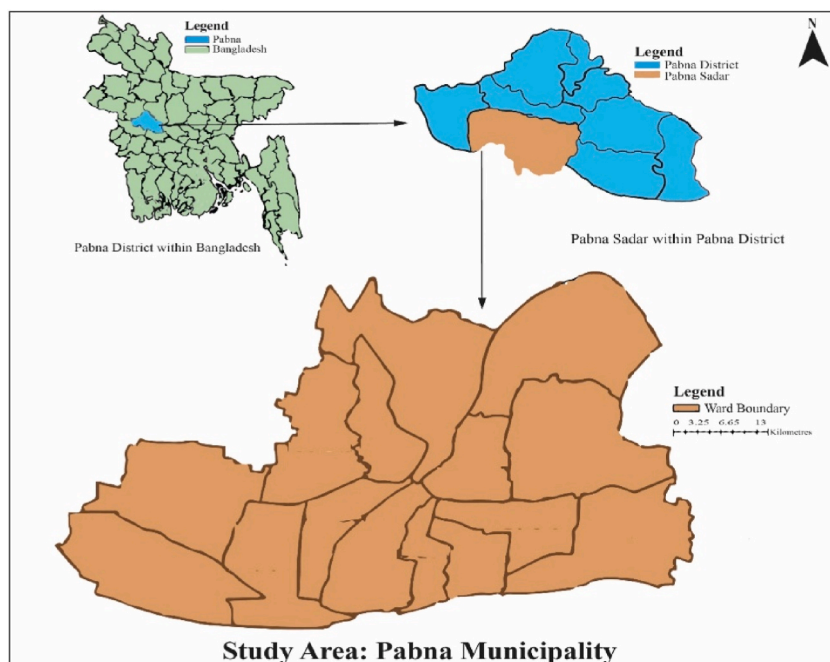 Legend
Pabna
Bangladesh
N
Legend
Pabna District
Pabna Sadar
Pabna District within Bangladesh
Pabna Sadar within Pabna District
Legend
Ward Boundary
0 3.25 6.65 13
Kilometres
Study Area: Pabna Municipality